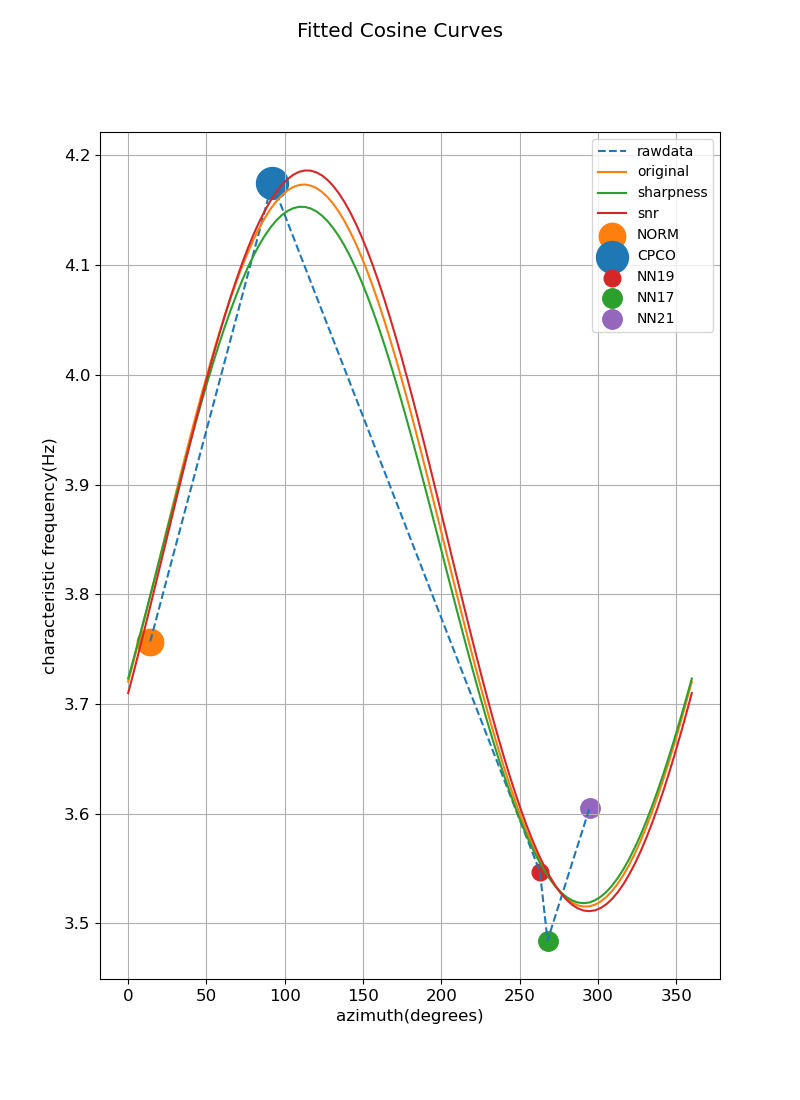 Fitted Cosine Curves
4.2
4.1
4.0
3.9
3.8
3.7
3.6
3.5
characteristic frequency(Hz)
rawdata
original
sharpness
snr
NORM
CPCO
NN19
NN17
NN21
0 50 100 150 200 250 300 350
azimuth(degrees)